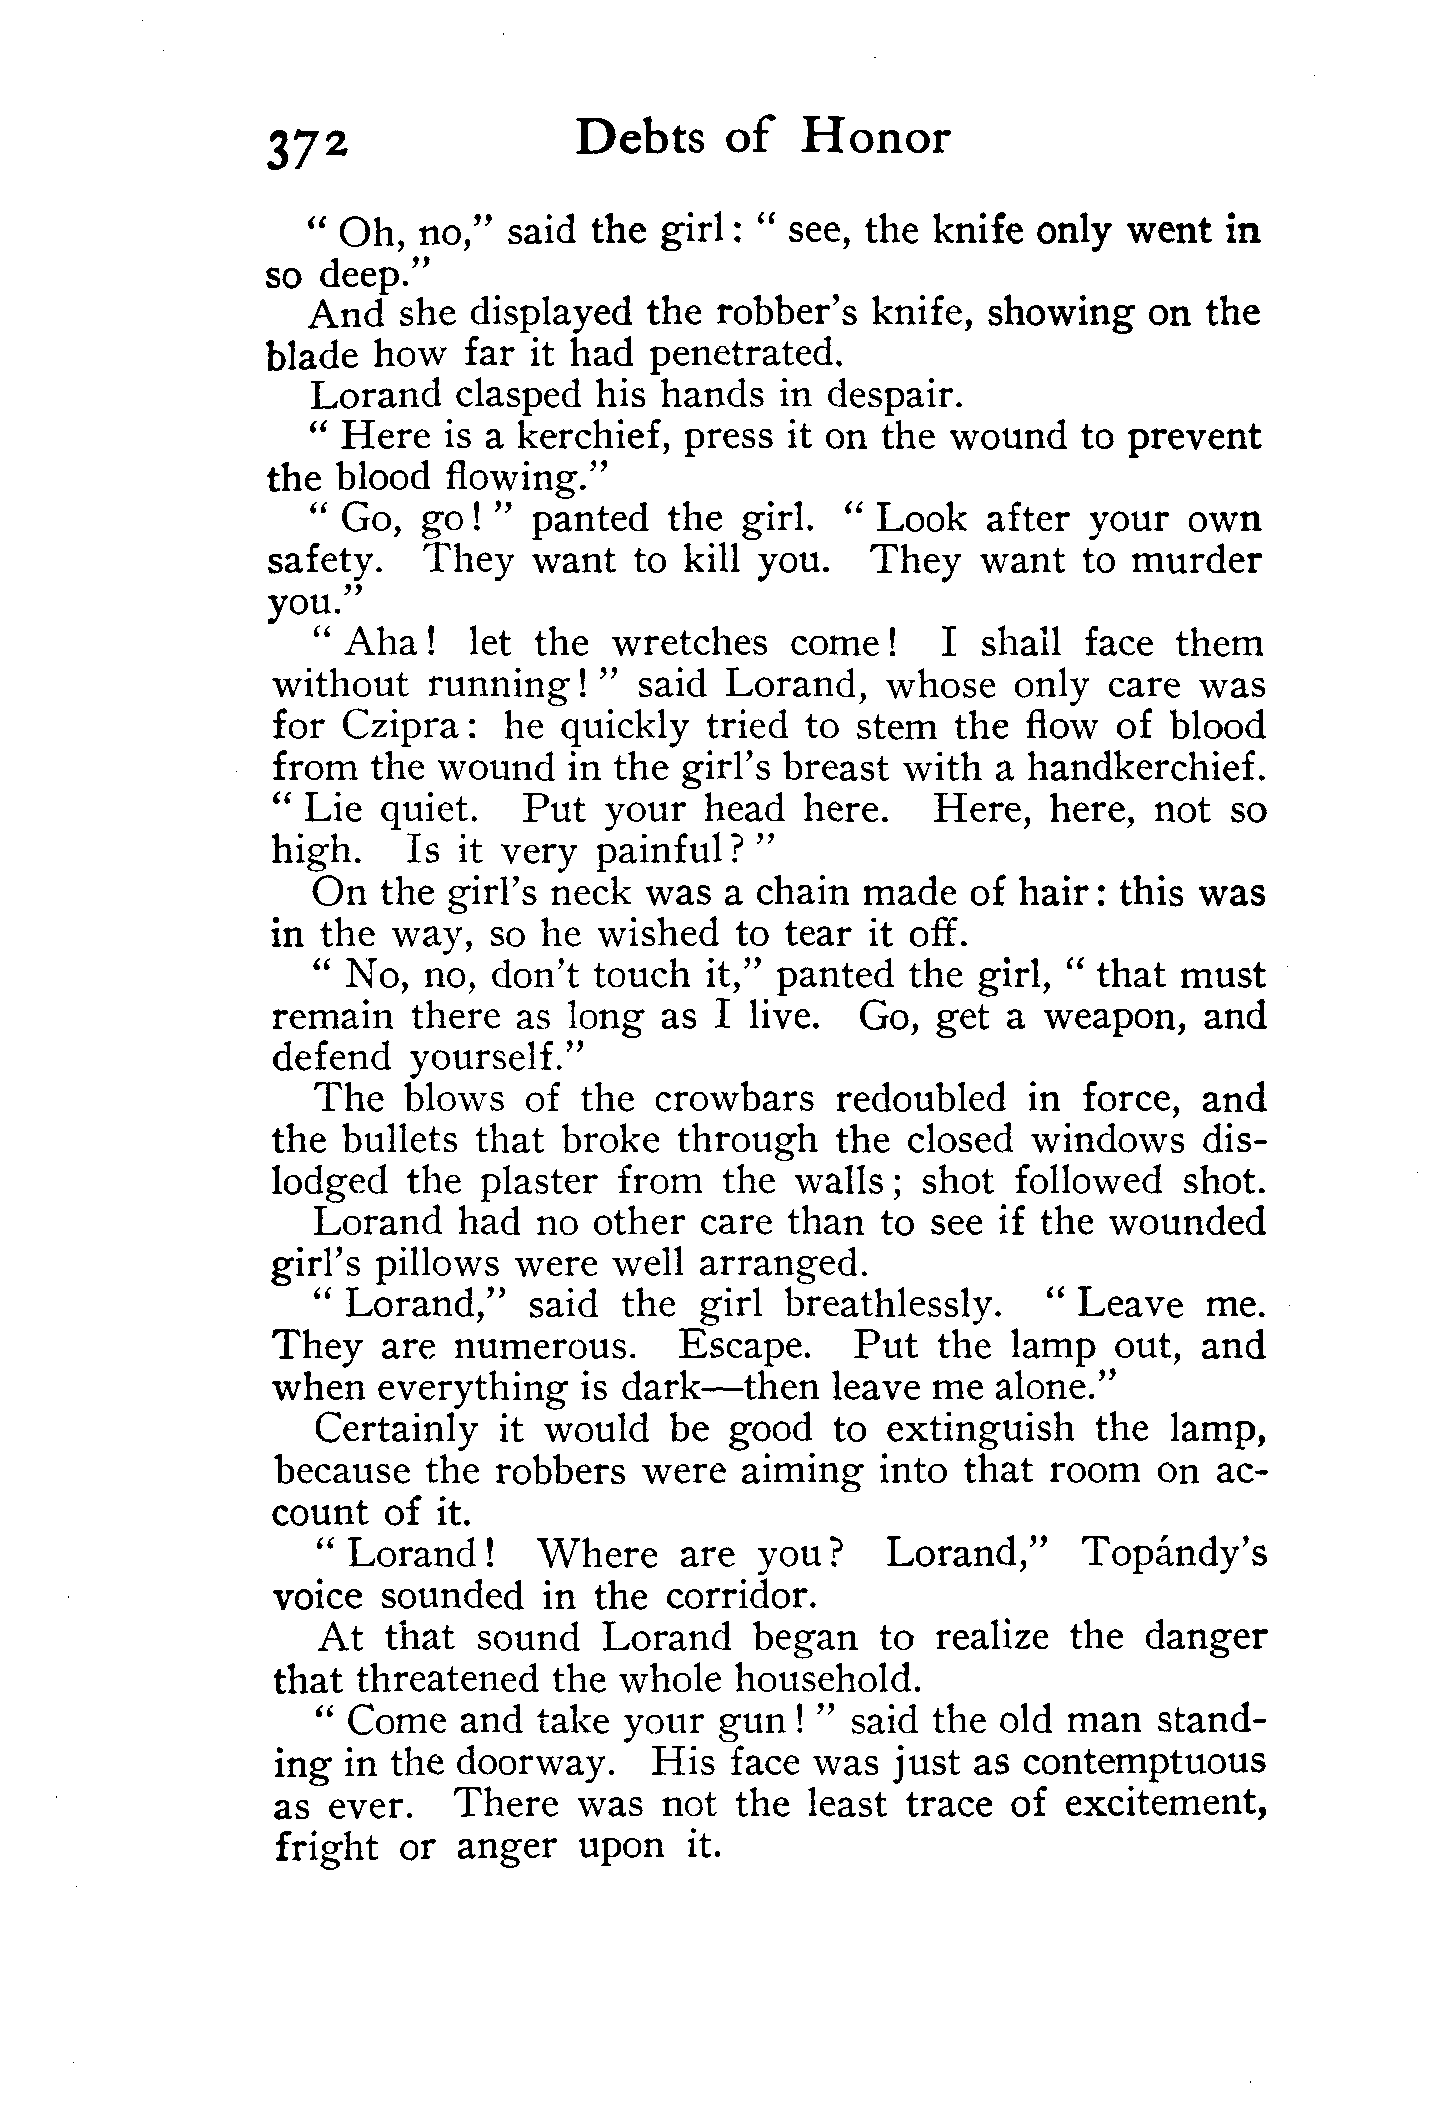 372 Debts of Honor
“ Oh, no,” said the girl : “ see, the knife only went in
so deep.”
And she displayed the robber’s knife, showing on the
blade how far it had penetrated.
Lorand clasped his hands in despair.
“ Here is a kerchief, press it on the wound to prevent
the blood flowing.”
“ Go, go ! ” panted the girl. “ Look after your own
safety. They want to kill you. They want to murder
you.”
“ Aha ! let the wretches come ! I shall face them
without running ! ” said Lorand, whose only care was
for Czipra : he quickly tried to stem the flow of blood
from the wound in the girl’s breast with a handkerchief.
“ Lie quiet. Put your head here. Here, here, not so
high. Is it very painful ? ”
On the girl’s neck was a chain made of hair : this was
in the way, so he wished to tear it off.
“ No, no, don’t touch it,” panted the girl, “ that must
remain there as long as I live. Go, get a weapon, and
defend yourself.”
The blows of the crowbars redoubled in force, and
the bullets that broke through the closed windows dis-
lodged the plaster from the walls ; shot followed shot.
Lorand had no other care than to see if the wounded
girl’s pillows were well arranged.
“ Lorand,” said the girl breathlessly. “ Leave me.
They are numerous. Escape. Put the lamp out, and
when everything is dark—then leave me alone.”
Certainly it would be good to extinguish the lamp,
because the robbers were aiming into that room on ac-
count of it.
“ Lorand ! Where are you ? Lorand,” Topándy’s
voice sounded in the corridor.
At that sound Lorand began to realize the danger
that threatened the whole household.
“ Come and take your gun ! ” said the old man stand-
ing in the doorway. His face was just as contemptuous
as ever. There was not the least trace of excitement,
fright or anger upon it.